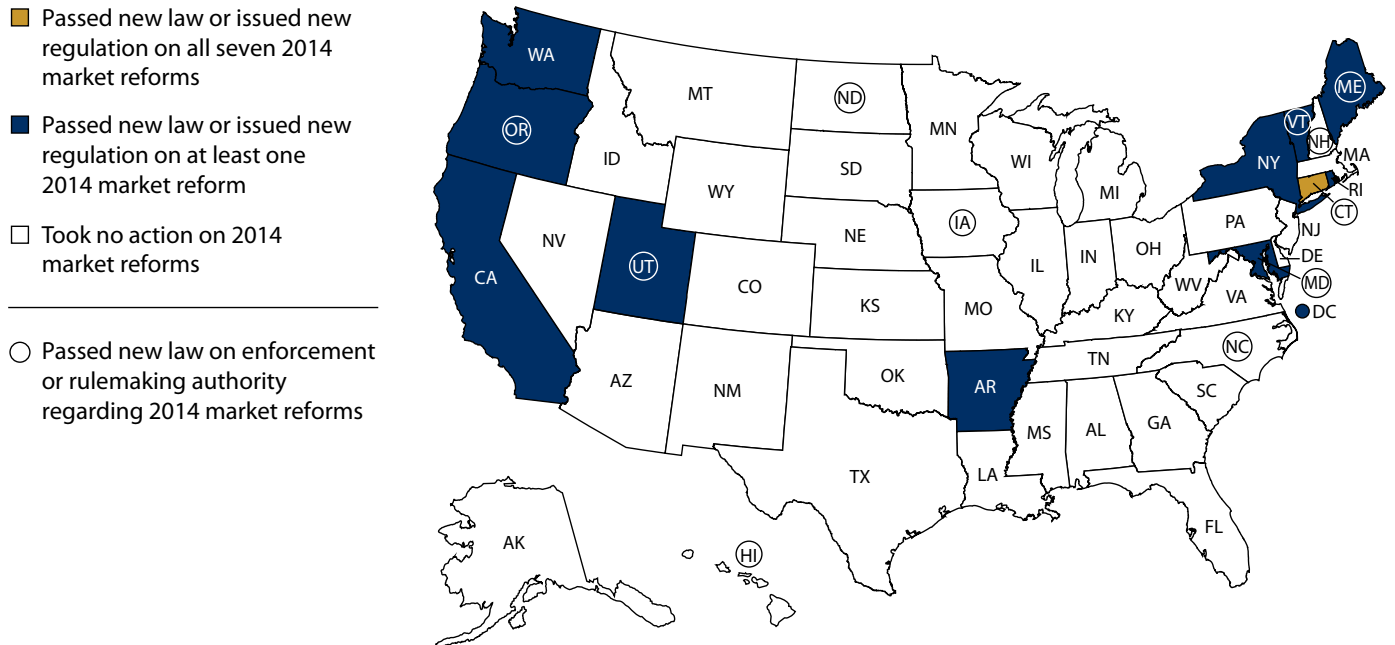 Passed new law or issued new
regulation on all seven 2014
market reforms
Passed new law or issued new
regulation on at least one
2014 market reform
Took no action on 2014
market reforms
Passed new law on enforcement
or rulemaking authority
regarding 2014 market reforms
WA
MT
ND
MN
ME
VT
NH
OR
ID
SD
WI
MI
NY
MA
RI
CT
WY
IA
PA
NJ
NV
NE
IL
IN
OH
DE
UT
MD
CA
CO
WV
VA
DC
KS
MO
KY
NC
TN
AZ
NM
OK
AR
SC
MS
AL
GA
TX
LA
FL
AK
HI